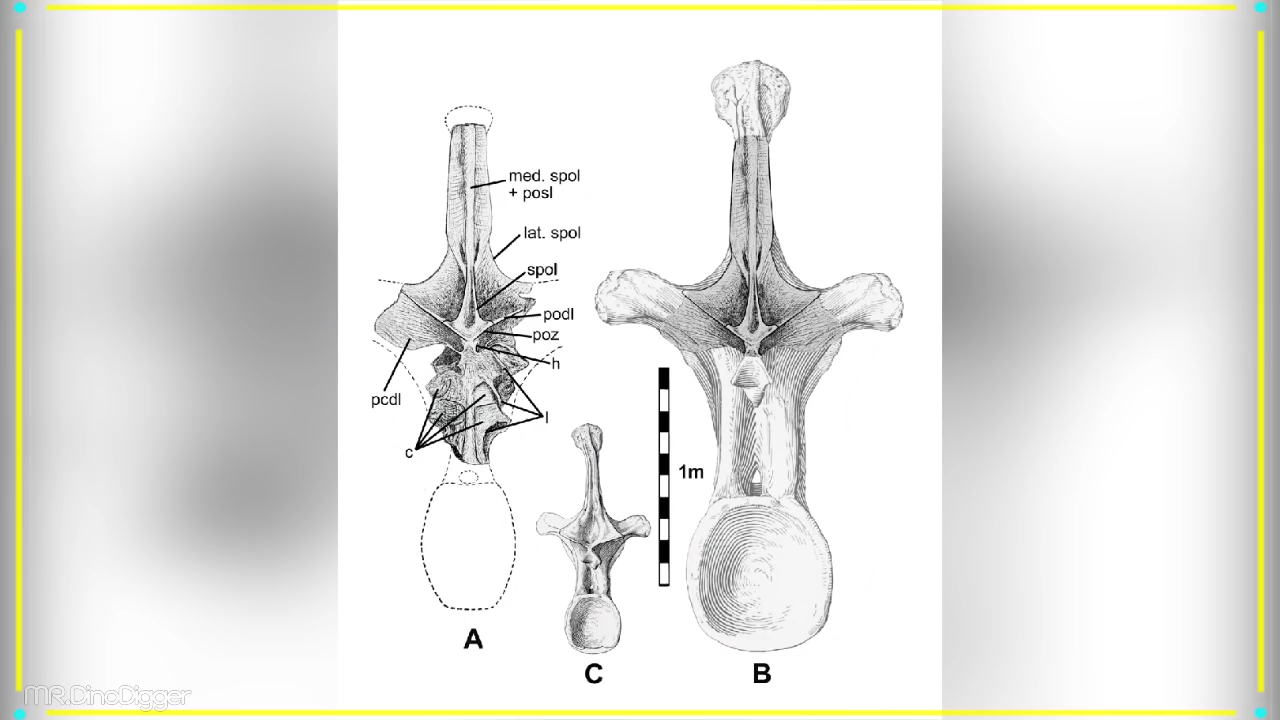 med. spol
+ posl
lat. spol
spol
podl
poz
h
pcdl
l
c
1m
A
C
B
MR.DinoDigger